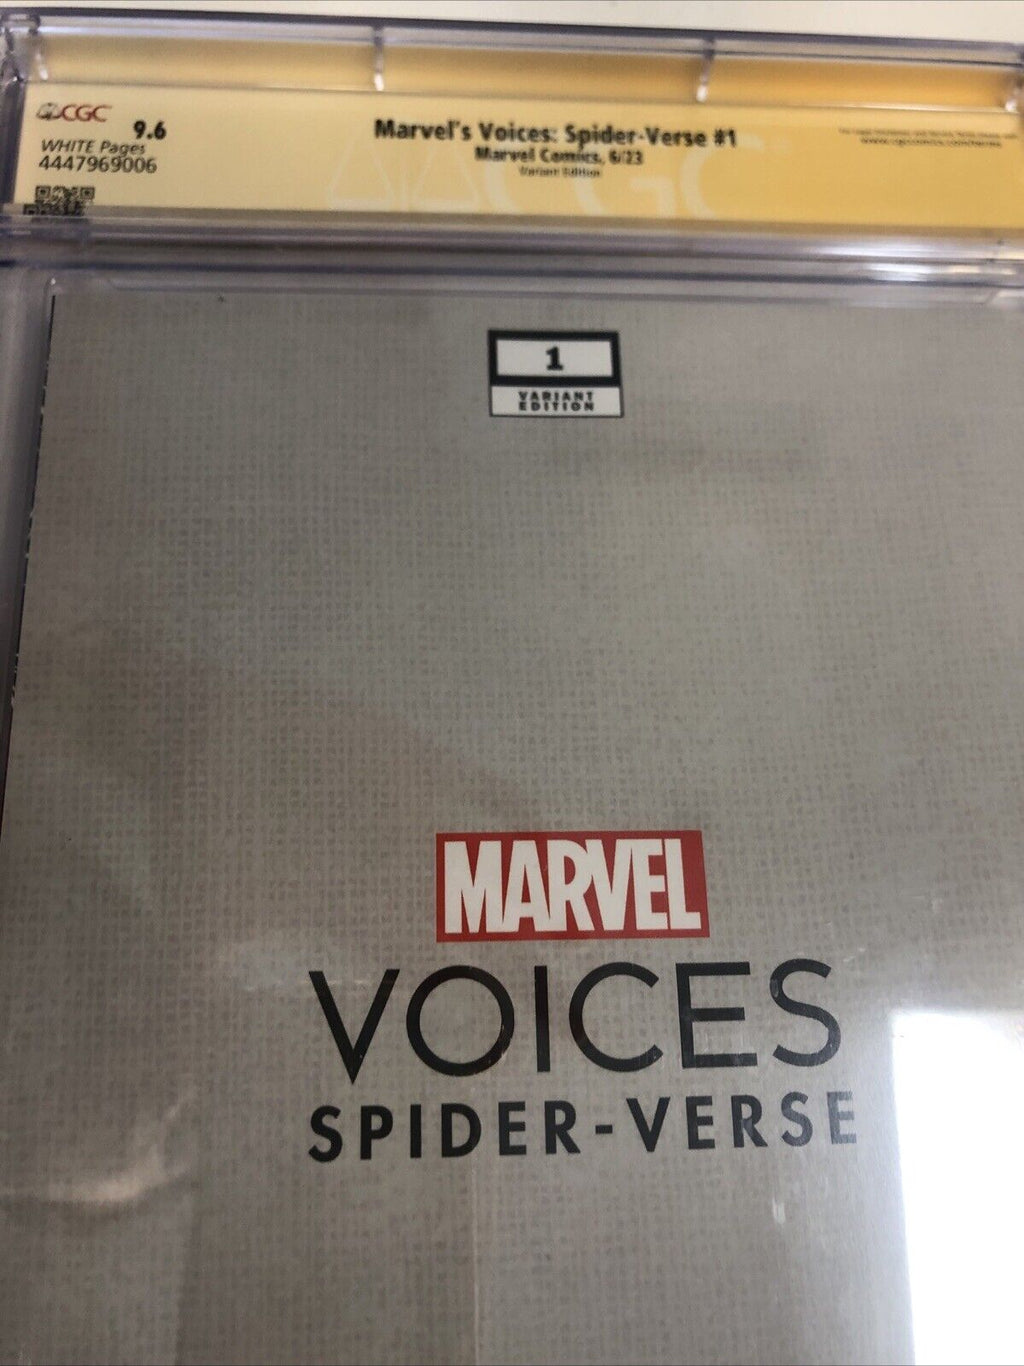 CGC 9.6
WHITE Pages
4447969006
Marvel's Voices: Spider-Verse #1
Marvel Comics, 6/23
Variant Edition
CGC
1
VARIANT
EDITION
MARVEL
VOICES
SPIDER-VERSE